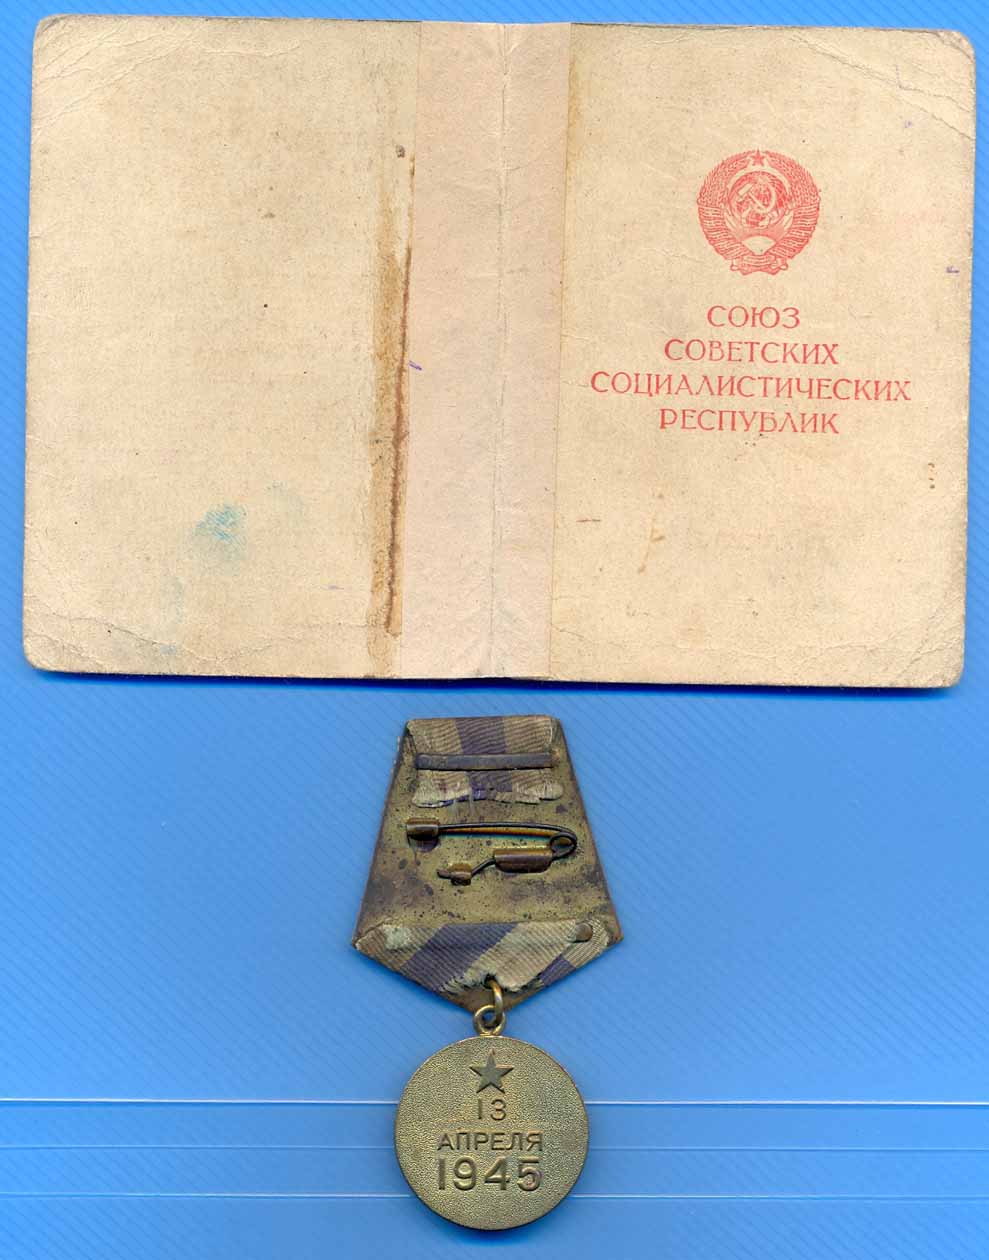 СОЮЗ
СОВЕТСКИХ
СОЦИАЛИСТИЧЕСКИХ
РЕСПУБЛИК
13
АПРЕЛЯ
1945